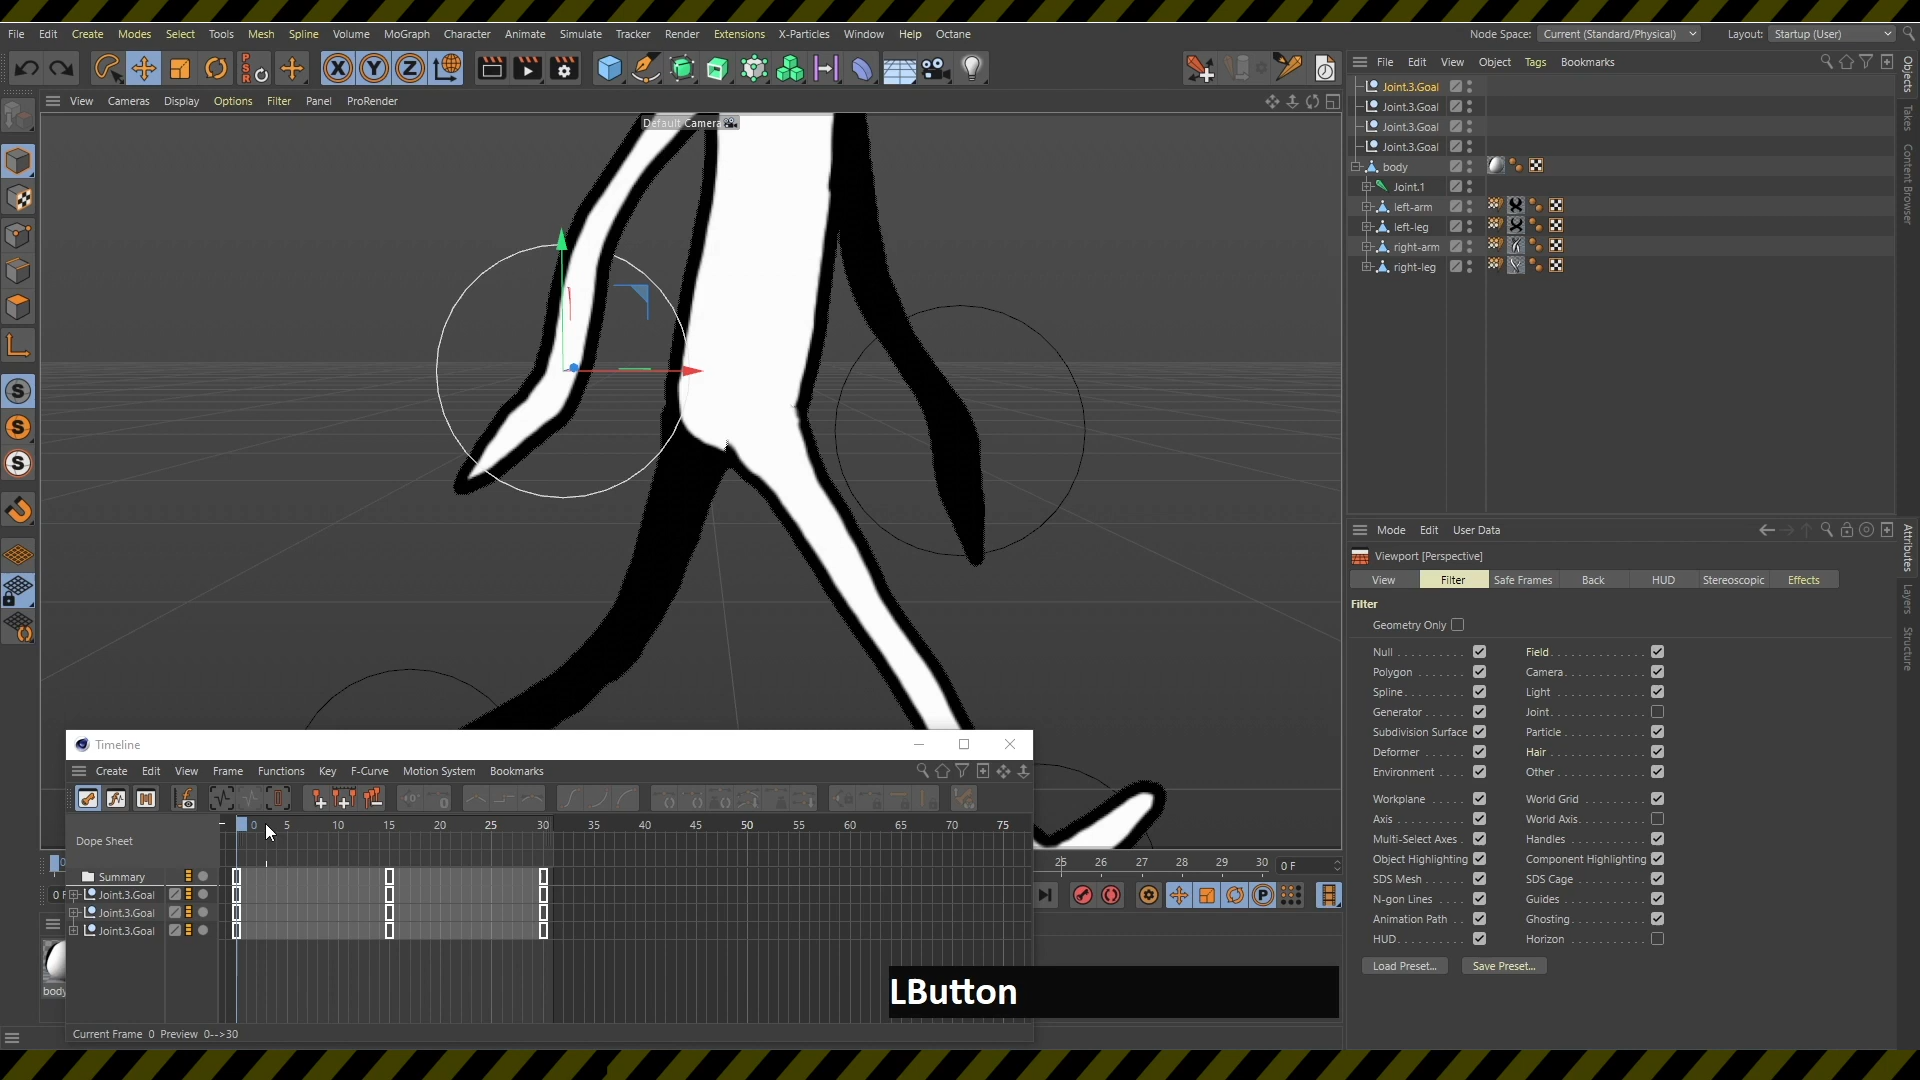 File Edit Create Modes Select Tools Mesh Spline Volume MoGraph Character Animate Simulate Tracker Render Extensions X-Particles Window Help Octane
Node Space: Current (Standard/Physical) Layout: Startup (User)
View Cameras Display Options Filter Panel ProRender
Default Camera
File Edit View Object Tags Bookmarks
Joint.3.Goal
Joint.3.Goal
Joint.3.Goal
Joint.3.Goal
body
Joint.1
left-arm
left-leg
right-arm
right-leg
Objects
Takes
Content Browser
Mode Edit User Data
Viewport [Perspective]
View Filter Safe Frames Back HUD Stereoscopic Effects
Filter
Geometry Only
Null Field
Polygon Camera
Spline Light
Generator Joint
Subdivision Surface Particle
Deformer Hair
Environment Other
Workplane World Grid
Axis World Axis
Multi-Select Axes Handles
Object Highlighting Component Highlighting
SDS Mesh SDS Cage
N-gon Lines Guides
Animation Path Ghosting
HUD Horizon
Load Preset... Save Preset...
Attributes
Layers
Structure
Timeline
Create Edit View Frame Functions Key F-Curve Motion System Bookmarks
0 5 10 15 20 25 30 35 40 45 50 55 60 65 70 75
Dope Sheet
Summary
Joint.3.Goal
Joint.3.Goal
Joint.3.Goal
Current Frame 0 Preview 0-->30
25 26 27 28 29 30 0 F
0 F
body
LButton